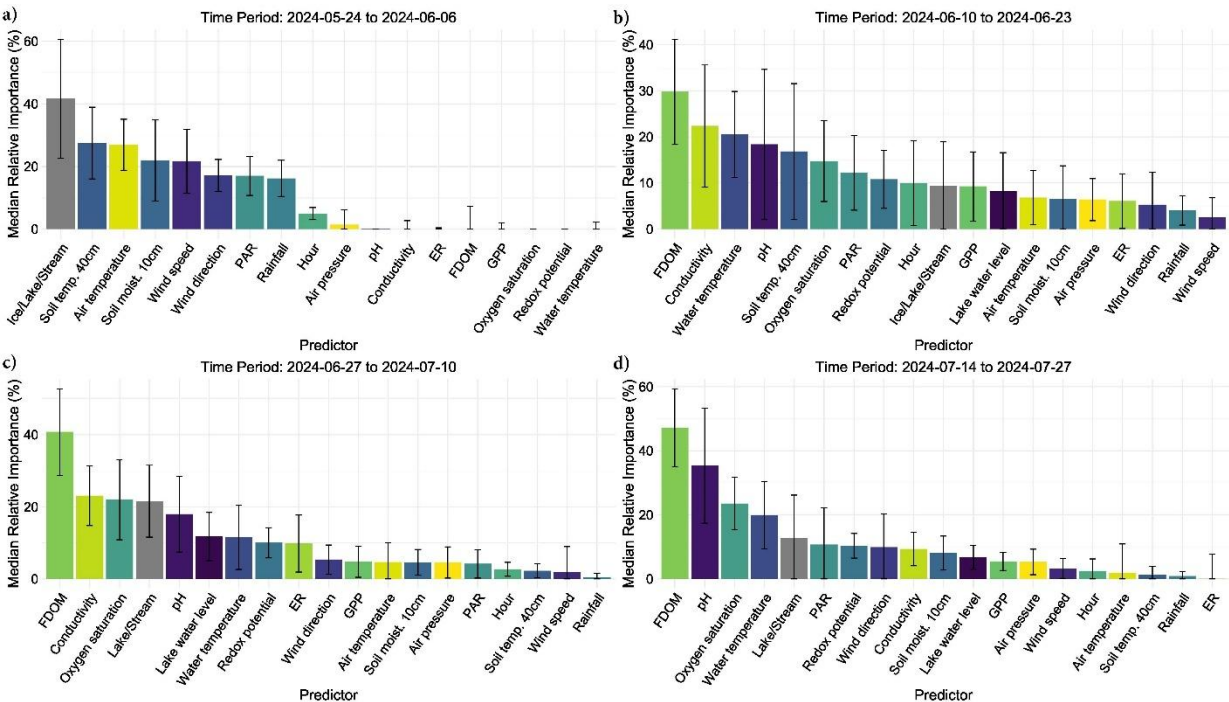 a)
Time Period: 2024-05-24 to 2024-06-06
Median Relative Importance (%)
60
40
20
0
Ice/Lake/Stream
Soil temp. 40cm
Air temperature
Soil moist. 10cm
Wind speed
Wind direction
PAR
Rainfall
Hour
Air pressure
pH
Conductivity
ER
FDOM
GPP
Oxygen saturation
Redox potential
Water temperature
Predictor
b)
Time Period: 2024-06-10 to 2024-06-23
Median Relative Importance (%)
40
30
20
10
0
FDOM
Conductivity
Water temperature
pH
Soil temp. 40cm
Oxygen saturation
PAR
Redox potential
Hour
Ice/Lake/Stream
GPP
Lake water level
Air temperature
Soil moist. 10cm
Air pressure
ER
Wind direction
Rainfall
Wind speed
Predictor
c)
Time Period: 2024-06-27 to 2024-07-10
Median Relative Importance (%)
40
20
0
FDOM
Conductivity
Oxygen saturation
Lake/Stream
pH
Lake water level
Water temperature
Redox potential
ER
Wind direction
GPP
Air temperature
Soil moist. 10cm
Air pressure
PAR
Hour
Soil temp. 40cm
Wind speed
Rainfall
Predictor
d)
Time Period: 2024-07-14 to 2024-07-27
Median Relative Importance (%)
60
40
20
0
FDOM
pH
Oxygen saturation
Water temperature
Lake/Stream
PAR
Redox potential
Wind direction
Conductivity
Soil moist. 10cm
Lake water level
GPP
Air pressure
Wind speed
Hour
Air temperature
Soil temp. 40cm
Rainfall
ER
Predictor